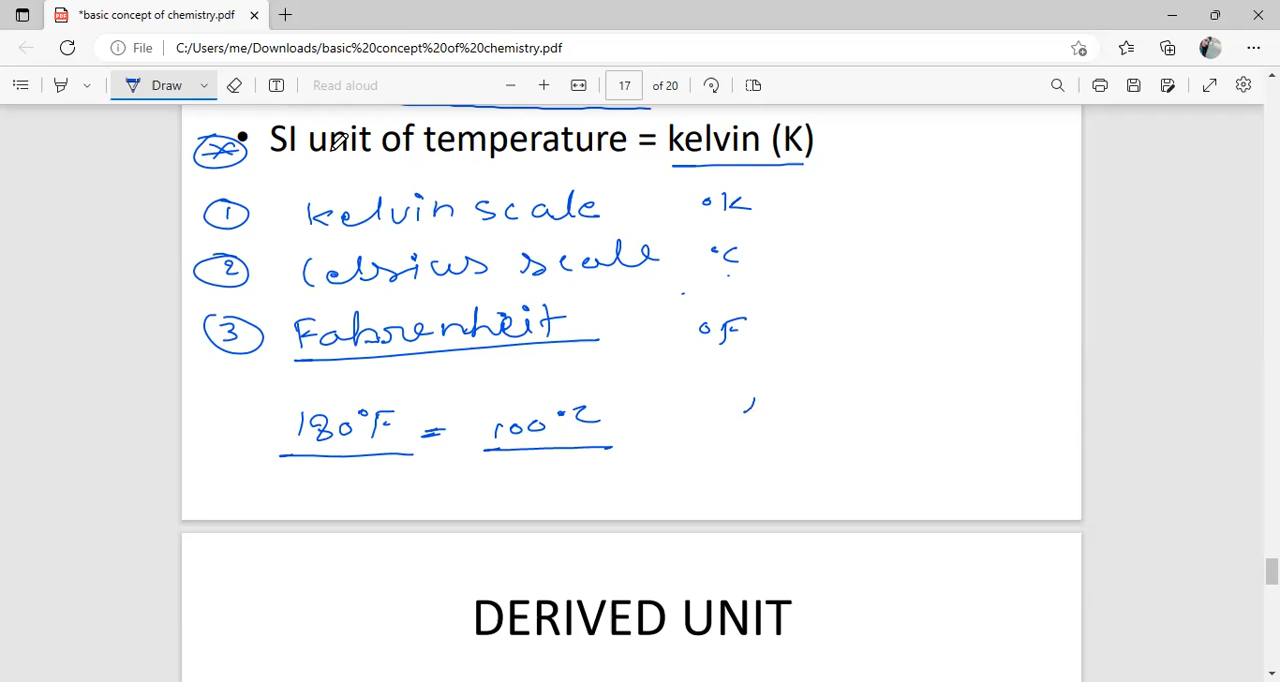 *basic concept of chemistry.pdf
File C:/Users/me/Downloads/basic%20concept%20of%20chemistry.pdf
Draw Read aloud 17 of 20
• SI unit of temperature = kelvin (K)
1 kelvin scale °K
2 Celsius scale °C
3 Fahrenheit °F
180°F = 100°C
DERIVED UNIT